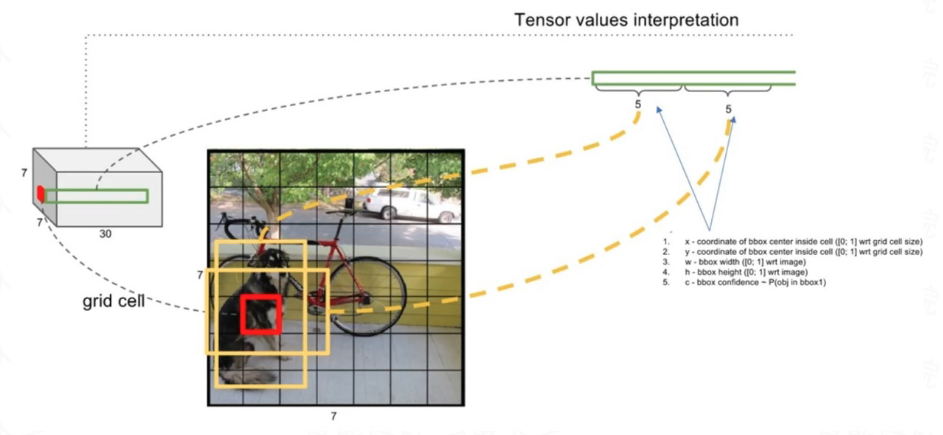 Tensor values interpretation
5
5
7
7
30
7
grid cell
7
1. x - coordinate of bbox center inside cell ([0; 1] wrt grid cell size)
2. y - coordinate of bbox center inside cell ([0; 1] wrt grid cell size)
3. w - bbox width ([0; 1] wrt image)
4. h - bbox height ([0; 1] wrt image)
5. c - bbox confidence ~ P(obj in bbox1)